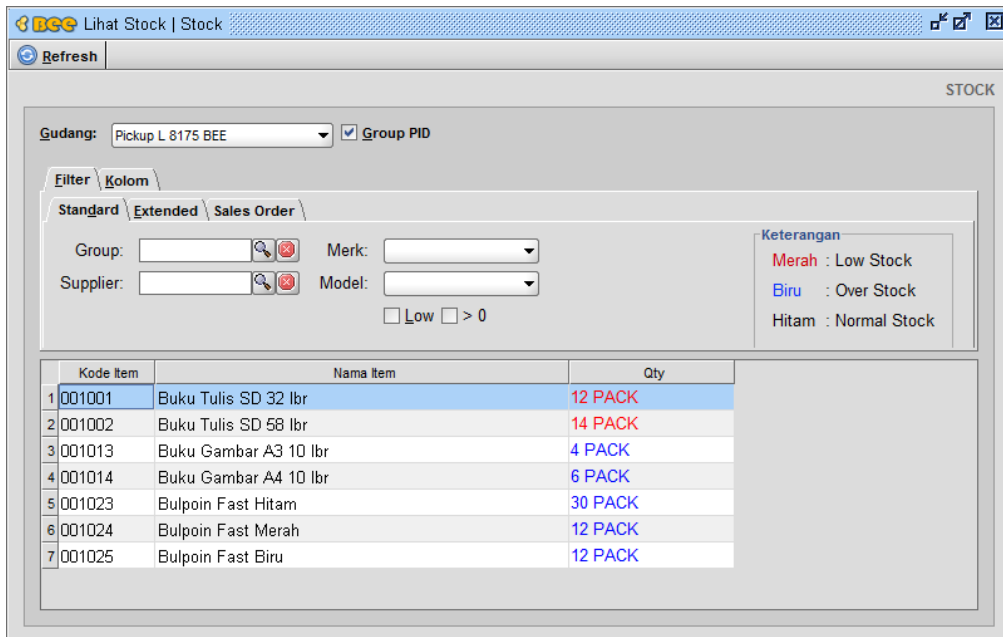 BEE Lihat Stock | Stock
Refresh
STOCK
Gudang: Pickup L 8175 BEE Group PID
Filter Kolom
Standard Extended Sales Order
Group: Merk:
Supplier: Model:
Low > 0
Keterangan
Merah : Low Stock
Biru : Over Stock
Hitam : Normal Stock
Kode Item Nama Item Qty
1 001001 Buku Tulis SD 32 lbr 12 PACK
2 001002 Buku Tulis SD 58 lbr 14 PACK
3 001013 Buku Gambar A3 10 lbr 4 PACK
4 001014 Buku Gambar A4 10 lbr 6 PACK
5 001023 Bulpoin Fast Hitam 30 PACK
6 001024 Bulpoin Fast Merah 12 PACK
7 001025 Bulpoin Fast Biru 12 PACK